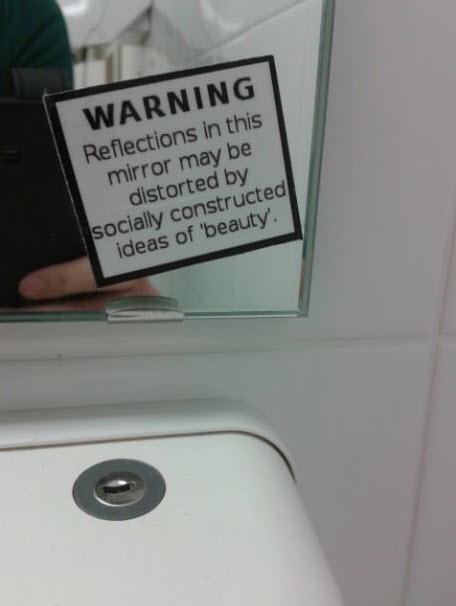 WARNING
Reflections in this
mirror may be
distorted by
socially constructed
ideas of 'beauty'.